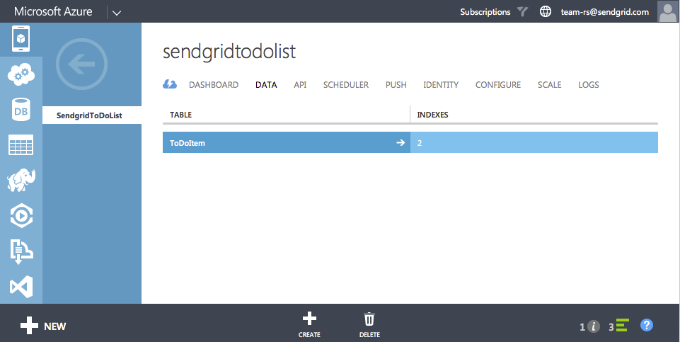 Microsoft Azure
Subscriptions
team-rs@sendgrid.com
sendgridtodolist
DASHBOARD DATA API SCHEDULER PUSH IDENTITY CONFIGURE SCALE LOGS
DB
SendgridToDoList
TABLE INDEXES
ToDoItem 2
NEW
CREATE
DELETE
1 i 3 ?